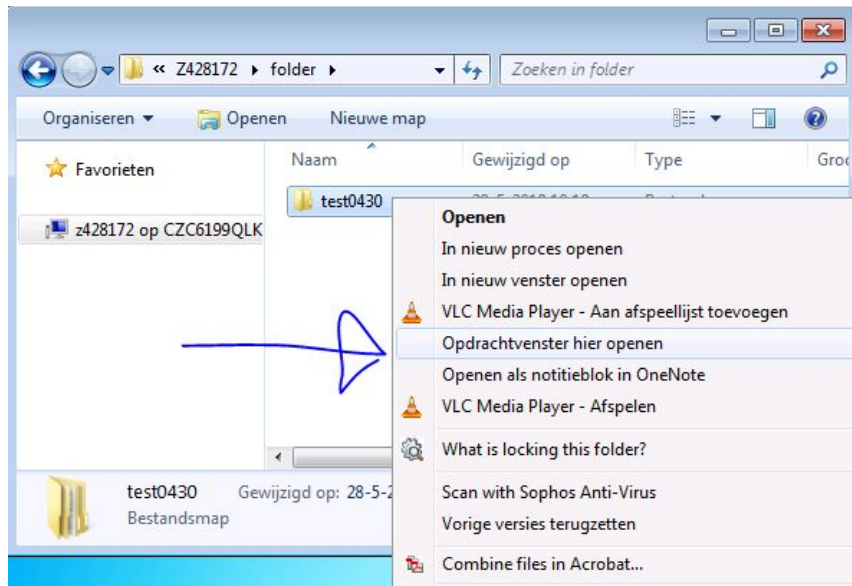 « Z428172 folder
Zoeken in folder
Organiseren Openen Nieuwe map
Favorieten
Naam Gewijzigd op Type
z428172 op CZC6199QLK
test0430
Openen
In nieuw proces openen
In nieuw venster openen
VLC Media Player - Aan afspeellijst toevoegen
Opdrachtvenster hier openen
Openen als notitieblok in OneNote
VLC Media Player - Afspelen
What is locking this folder?
Scan with Sophos Anti-Virus
Vorige versies terugzetten
Combine files in Acrobat...
test0430 Gewijzigd op: 28-5-2
Bestandsmap